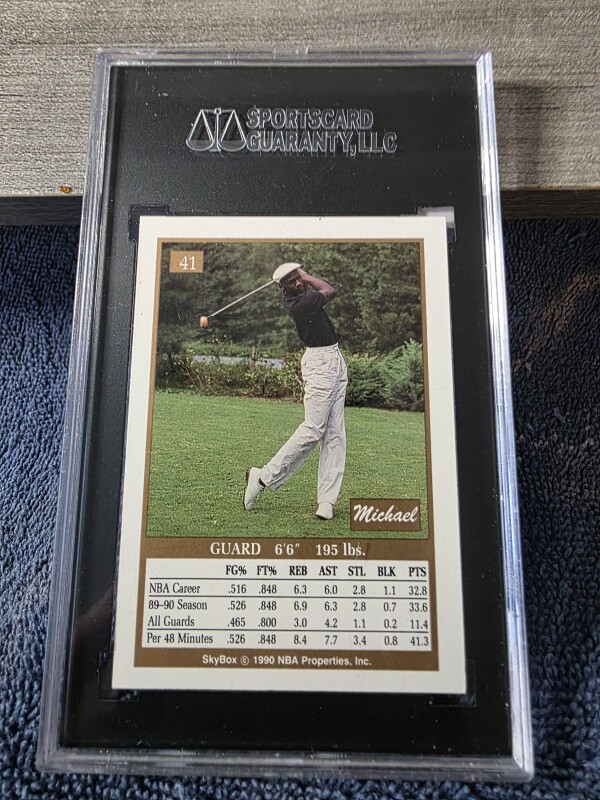 SPORTSCARD
GUARANTY, LLC
41
Michael
GUARD 6'6" 195 lbs.
FG% FT% REB AST STL BLK PTS
NBA Career .516 .848 6.3 6.0 2.8 1.1 32.8
89–90 Season .526 .848 6.9 6.3 2.8 0.7 33.6
All Guards .465 .800 3.0 4.2 1.1 0.2 11.4
Per 48 Minutes .526 .848 8.4 7.7 3.4 0.8 41.3
SkyBox © 1990 NBA Properties, Inc.